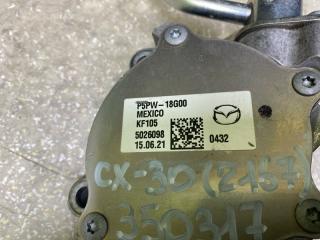 P5PW-18G00
MEXICO
KF105
5026098
15.06.21 0432
CX-30 (2157)
350317